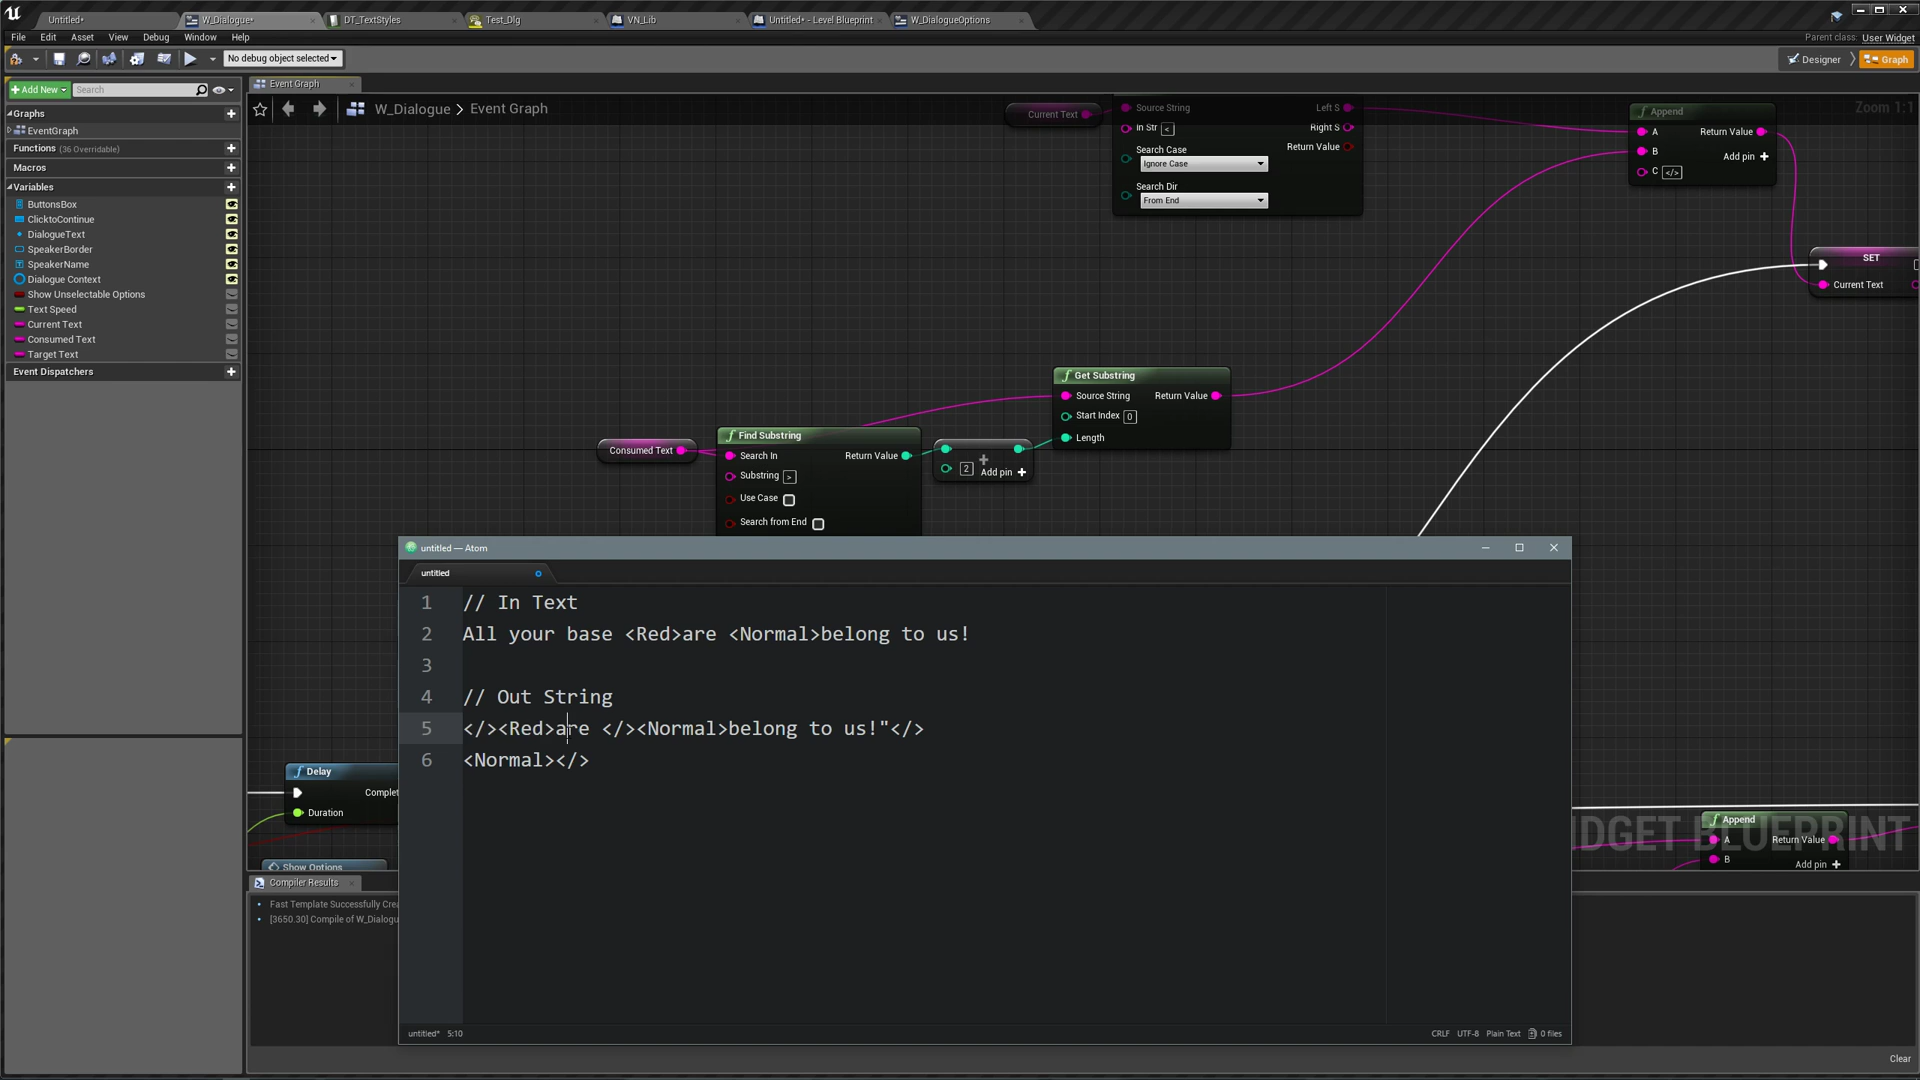 Untitled*
W_Dialogue*
DT_TextStyles
Test_Dlg
VN_Lib
Untitled* - Level Blueprint
W_DialogueOptions
File Edit Asset View Debug Window Help
Parent class: User Widget
No debug object selected
Designer
Graph
Add New
Search
Event Graph
W_Dialogue > Event Graph
Zoom 1:1
Graphs
EventGraph
Functions (36 Overridable)
Macros
Variables
ButtonsBox
ClicktoContinue
DialogueText
SpeakerBorder
SpeakerName
Dialogue Context
Show Unselectable Options
Text Speed
Current Text
Consumed Text
Target Text
Event Dispatchers
Current Text
Source String
Left S
In Str <
Right S
Return Value
Search Case
Ignore Case
Search Dir
From End
Append
A
Return Value
B
Add pin +
C </>
SET
Current Text
Get Substring
Source String
Return Value
Start Index 0
Length
Consumed Text
Find Substring
Search In
Return Value
Substring >
Use Case
Search from End
2
Add pin +
Delay
Complet
Duration
Show Options
Append
A
Return Value
B
Add pin +
IDGET BLUEPRINT
Compiler Results
Fast Template Successfully Crea
[3650.30] Compile of W_Dialogu
Clear
untitled — Atom
untitled
1 // In Text
2 All your base <Red>are <Normal>belong to us!
3
4 // Out String
5 </><Red>are </><Normal>belong to us!"</>
6 <Normal></>
untitled* 5:10
CRLF UTF-8 Plain Text 0 files